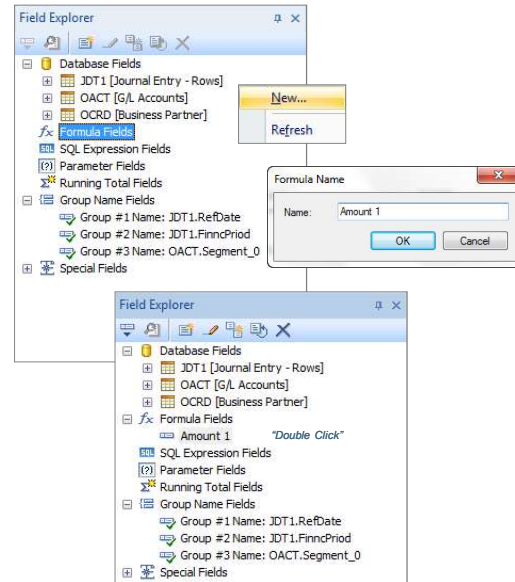 Field Explorer
Database Fields
JDT1 [Journal Entry - Rows]
OACT [G/L Accounts]
OCRD [Business Partner]
Formula Fields
SQL Expression Fields
Parameter Fields
Running Total Fields
Group Name Fields
Group #1 Name: JDT1.RefDate
Group #2 Name: JDT1.FinncPriod
Group #3 Name: OACT.Segment_0
Special Fields
New...
Refresh
Formula Name
Name: Amount 1
OK Cancel
Field Explorer
Database Fields
JDT1 [Journal Entry - Rows]
OACT [G/L Accounts]
OCRD [Business Partner]
Formula Fields
Amount 1 "Double Click"
SQL Expression Fields
Parameter Fields
Running Total Fields
Group Name Fields
Group #1 Name: JDT1.RefDate
Group #2 Name: JDT1.FinncPriod
Group #3 Name: OACT.Segment_0
Special Fields